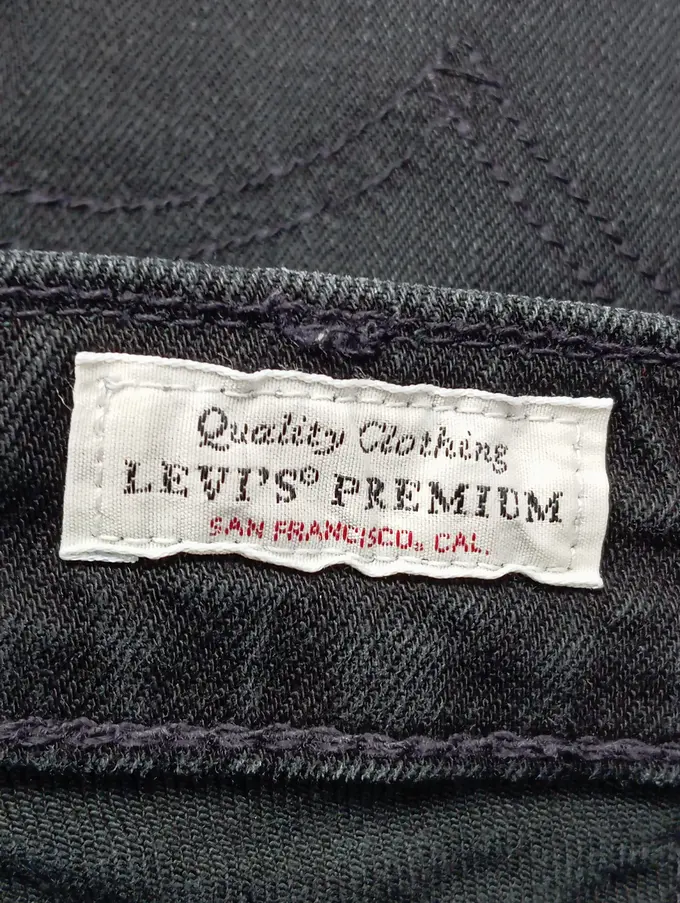 Quality Clothing
LEVI'S® PREMIUM
SAN FRANCISCO, CAL.